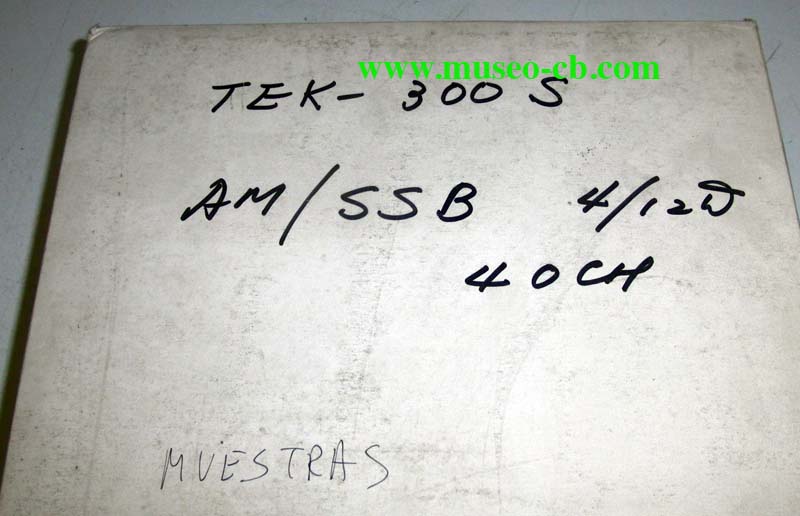 www.museo-cb.com
TEK- 300 S
AM/SSB 4/12W
40CH
MUESTRAS